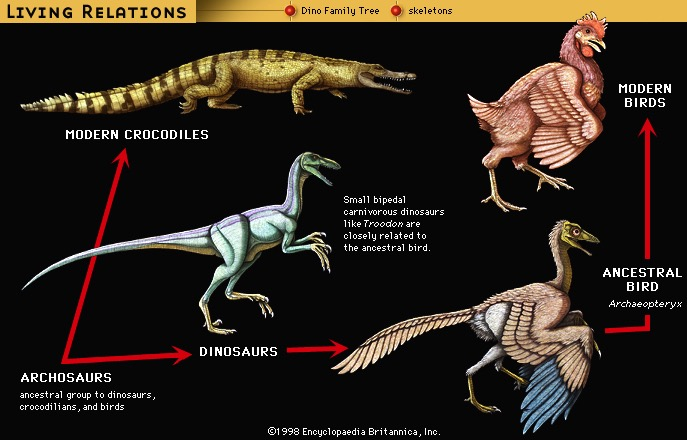 LIVING RELATIONS
Dino Family Tree
skeletons
MODERN
BIRDS
MODERN CROCODILES
Small bipedal
carnivorous dinosaurs
like Troodon are
closely related to
the ancestral bird.
ANCESTRAL
BIRD
Archaeopteryx
DINOSAURS
ARCHOSAURS
ancestral group to dinosaurs,
crocodilians, and birds
©1998 Encyclopaedia Britannica, Inc.